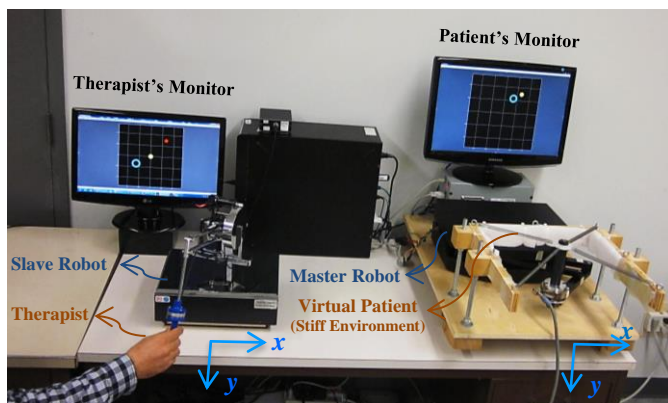 Patient's Monitor
Therapist's Monitor
Slave Robot
Master Robot
Therapist
Virtual Patient
(Stiff Environment)
x
y
x
y